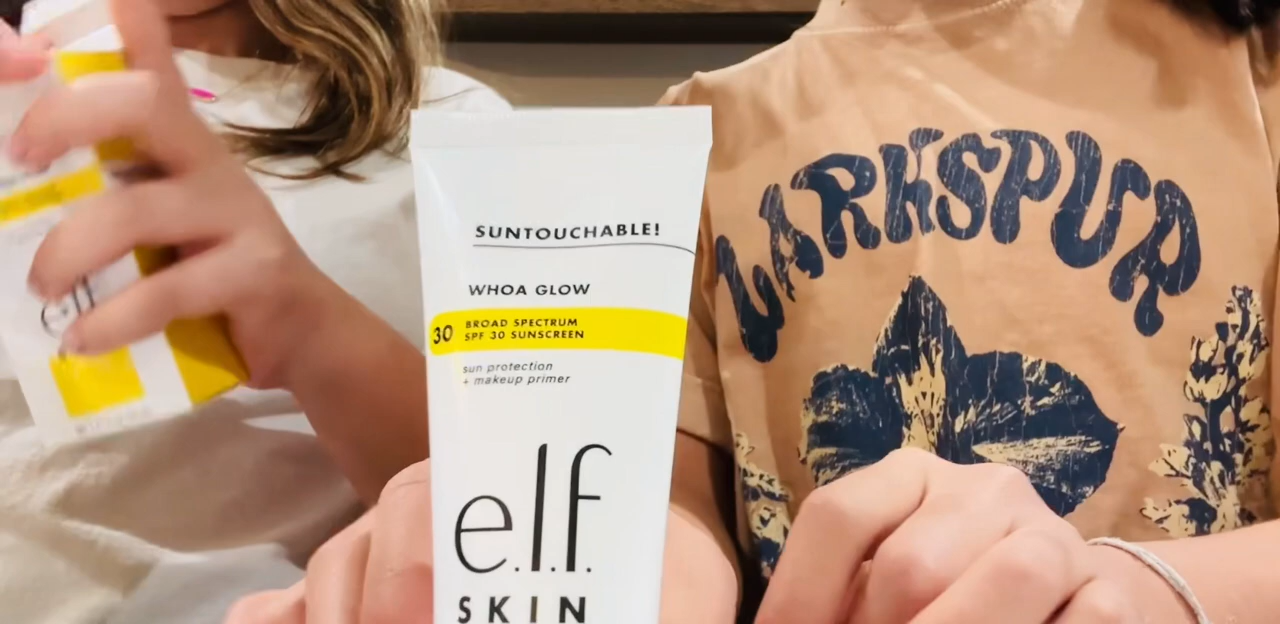 SUNTOUCHABLE!
WHOA GLOW
30
BROAD SPECTRUM
SPF 30 SUNSCREEN
sun protection
+ makeup primer
e.l.f.
SKIN
LARKSPUR